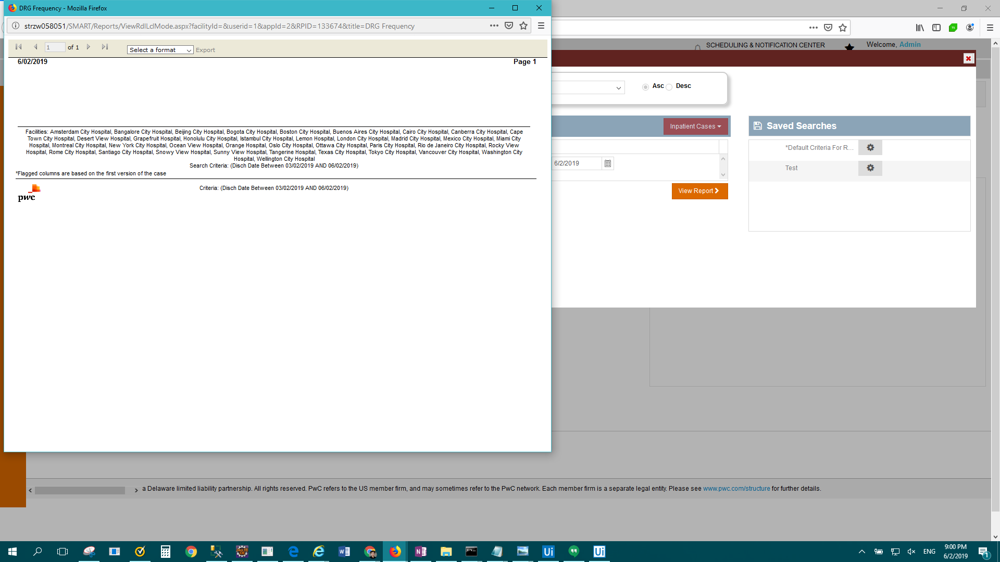 DRG Frequency - Mozilla Firefox
strzw058051/SMART/Reports/ViewRdlLclMode.aspx?facilityId=&userid=1&appId=2&RPID=133674&title=DRG Frequency
1 of 1 Select a format Export
6/02/2019 Page 1
Facilities: Amsterdam City Hospital, Bangalore City Hospital, Beijing City Hospital, Bogota City Hospital, Boston City Hospital, Buenos Aires City Hospital, Cairo City Hospital, Canberra City Hospital, Cape
Town City Hospital, Desert View Hospital, Grapefruit Hospital, Honolulu City Hospital, Istambul City Hospital, Lemon Hospital, London City Hospital, Madrid City Hospital, Mexico City Hospital, Miami City
Hospital, Montreal City Hospital, New York City Hospital, Ocean View Hospital, Orange Hospital, Oslo City Hospital, Ottawa City Hospital, Paris City Hospital, Rio de Janeiro City Hospital, Rocky View
Hospital, Rome City Hospital, Santiago City Hospital, Snowy View Hospital, Sunny View Hospital, Tangerine Hospital, Texas City Hospital, Tokyo City Hospital, Vancouver City Hospital, Washington City
Hospital, Wellington City Hospital
Search Criteria: (Disch Date Between 03/02/2019 AND 06/02/2019)
*Flagged columns are based on the first version of the case
pwc
Criteria: (Disch Date Between 03/02/2019 AND 06/02/2019)
SCHEDULING & NOTIFICATION CENTER
Welcome, Admin
Asc Desc
Inpatient Cases
6/2/2019
View Report
Saved Searches
*Default Criteria For R...
Test
a Delaware limited liability partnership. All rights reserved. PwC refers to the US member firm, and may sometimes refer to the PwC network. Each member firm is a separate legal entity. Please see www.pwc.com/structure for further details.
ENG
9:00 PM
6/2/2019
1